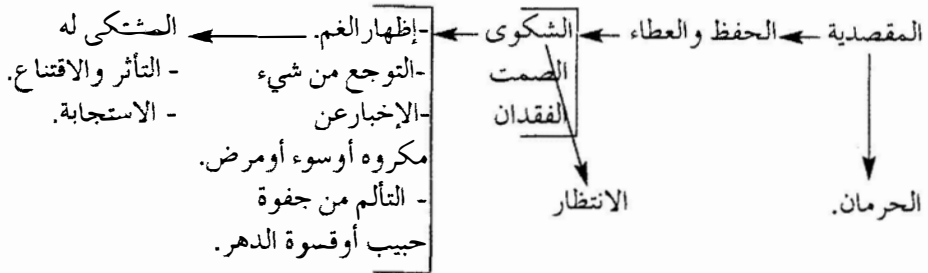 المقصدية الحفظ والعطاء الشكوى -إظهار الغم. المشتكى له
الصمت -التوجع من شيء - التأثر والاقتناع.
الفقدان -الإخبار عن - الاستجابة.
مكروه أو سوء أو مرض.
الحرمان. الانتظار - التألم من جفوة
حبيب أو قسوة الدهر.